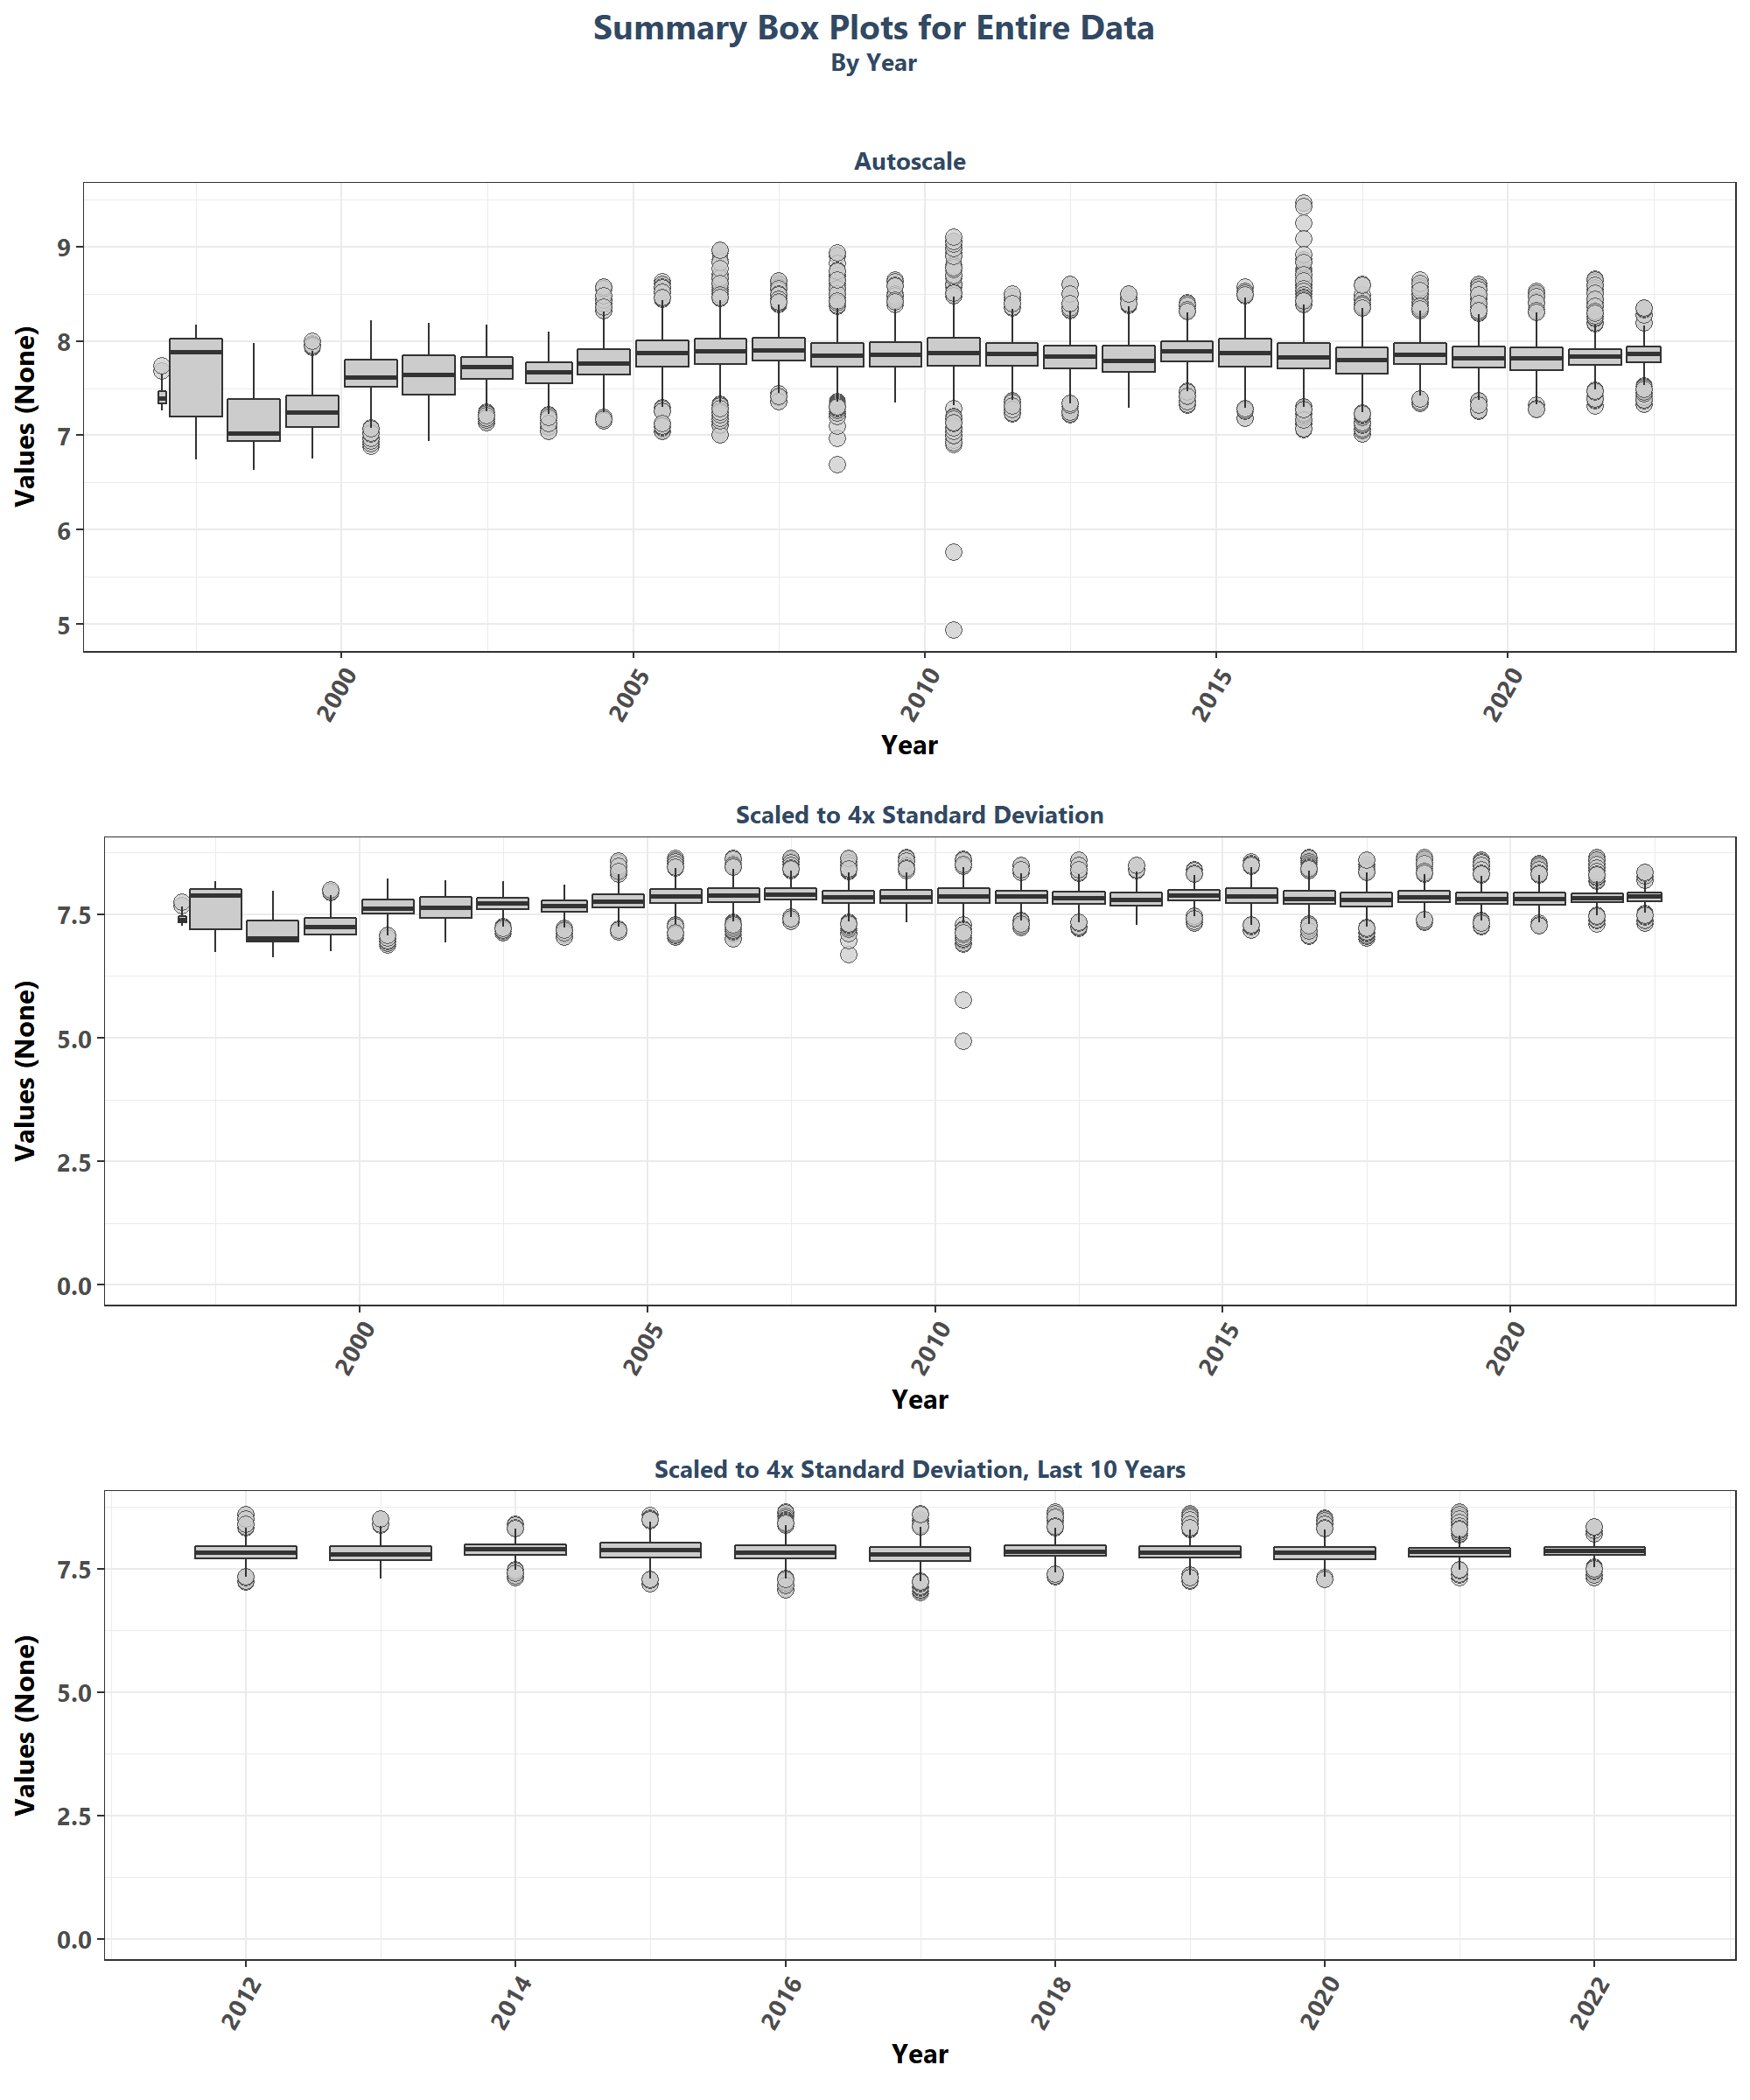 Summary Box Plots for Entire Data
By Year
Autoscale
Values (None)
9
8
7
6
5
2000
2005
2010
2015
2020
Year
Scaled to 4x Standard Deviation
Values (None)
7.5
5.0
2.5
0.0
2000
2005
2010
2015
2020
Year
Scaled to 4x Standard Deviation, Last 10 Years
Values (None)
7.5
5.0
2.5
0.0
2012
2014
2016
2018
2020
2022
Year